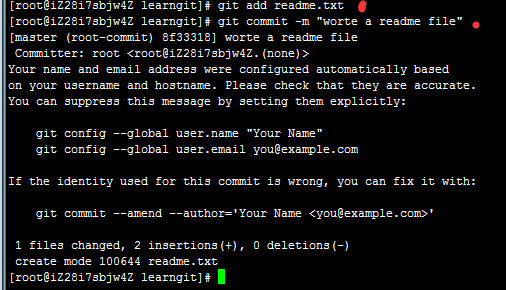 [root@iZ28i7sbjw4Z learngit]# git add readme.txt
[root@iZ28i7sbjw4Z learngit]# git commit -m "worte a readme file"
[master (root-commit) 8f33318] worte a readme file
Committer: root <root@iZ28i7sbjw4Z.(none)>
Your name and email address were configured automatically based
on your username and hostname. Please check that they are accurate.
You can suppress this message by setting them explicitly:
git config --global user.name "Your Name"
git config --global user.email you@example.com
If the identity used for this commit is wrong, you can fix it with:
git commit --amend --author='Your Name <you@example.com>'
1 files changed, 2 insertions(+), 0 deletions(-)
create mode 100644 readme.txt
[root@iZ28i7sbjw4Z learngit]#